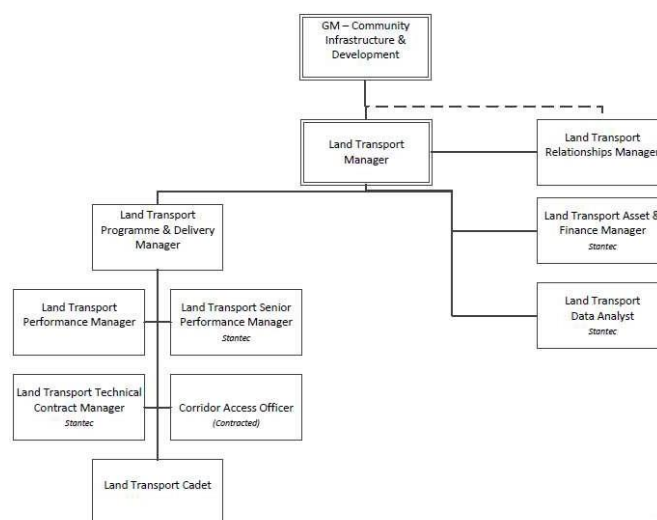 GM – Community
Infrastructure &
Development
Land Transport
Manager
Land Transport
Relationships Manager
Land Transport
Programme & Delivery
Manager
Land Transport Asset &
Finance Manager
Stantec
Land Transport
Performance Manager
Land Transport Senior
Performance Manager
Stantec
Land Transport
Data Analyst
Stantec
Land Transport Technical
Contract Manager
Stantec
Corridor Access Officer
(Contracted)
Land Transport Cadet